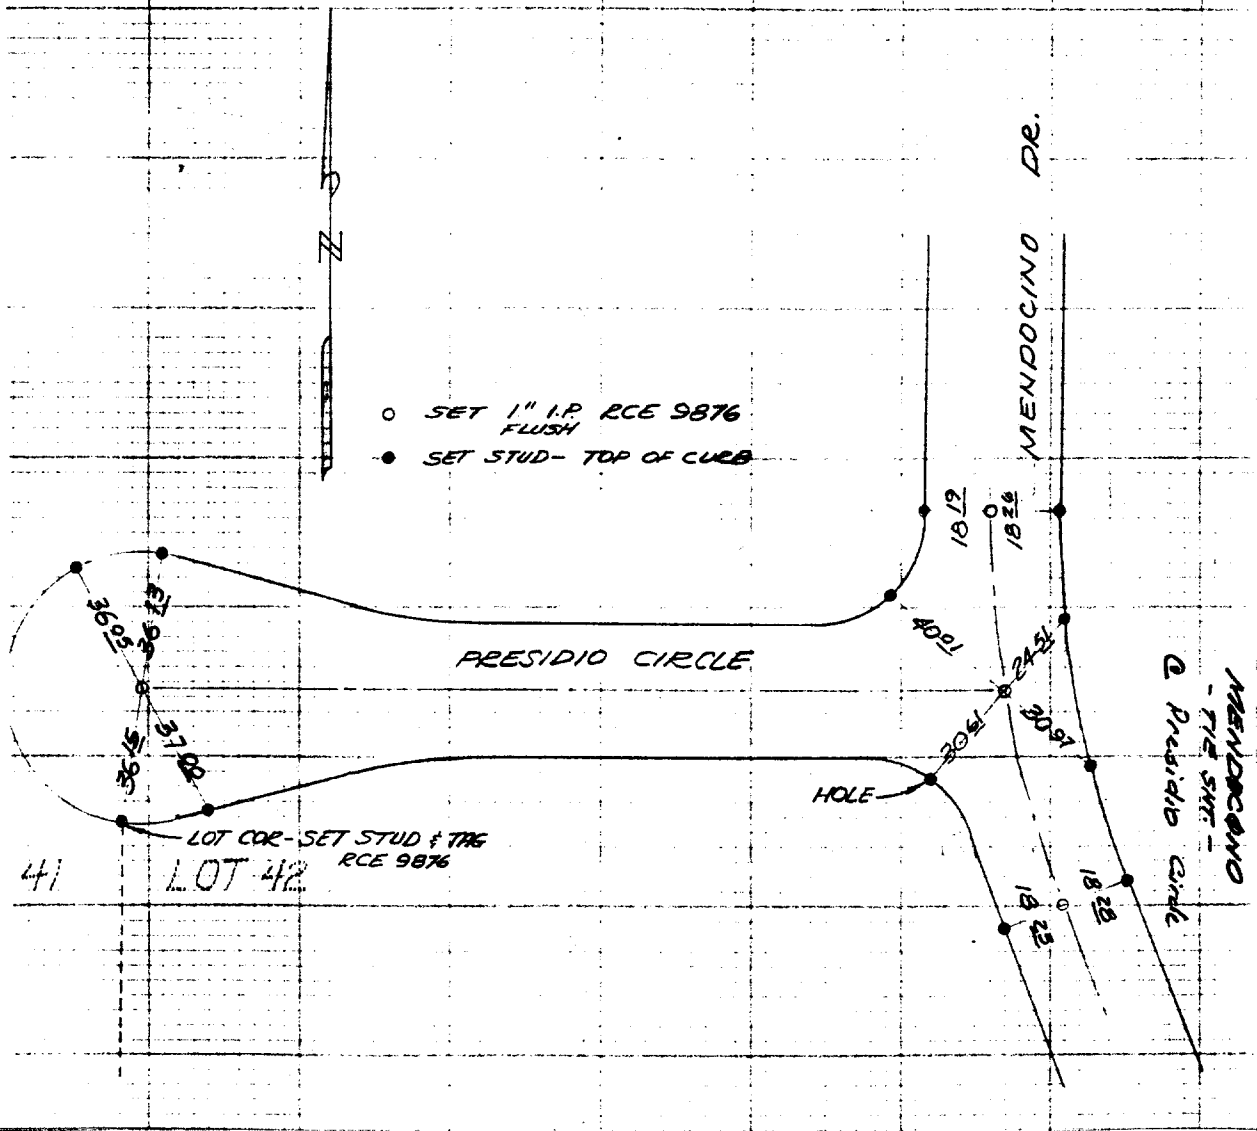 MENDOCINO DR.
N
○ SET 1" I.P. RCE 9876
FLUSH
● SET STUD - TOP OF CURB
18 19
18 26
36 05
36 13
40 01
24 51
PRESIDIO CIRCLE
30 51
30 97
36 15
37 00
HOLE
LOT COR - SET STUD & TAG
RCE 9876
41
LOT 42
18 28
18 23
MENDOCONO
- TIE SHT -
@ Presidio Circle